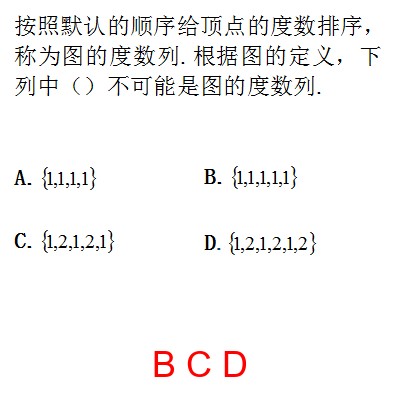 按照默认的顺序给顶点的度数排序，
称为图的度数列.根据图的定义，下
列中（）不可能是图的度数列.
A. {1,1,1,1}
B. {1,1,1,1,1}
C. {1,2,1,2,1}
D. {1,2,1,2,1,2}
B C D